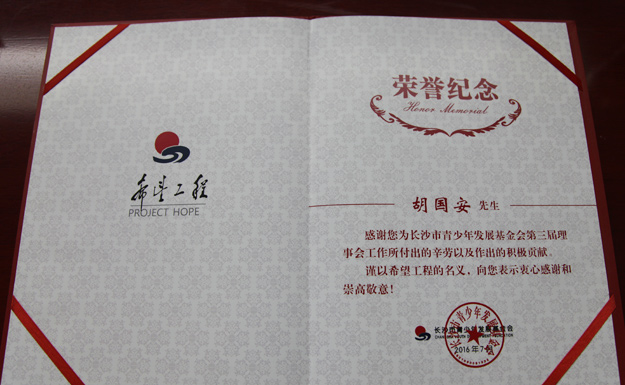 希望工程
PROJECT HOPE
荣誉纪念
Honor Memorial
胡国安 先生
感谢您为长沙市青少年发展基金会第三届理
事会工作所付出的辛劳以及作出的积极贡献。
谨以希望工程的名义，向您表示衷心感谢和
崇高敬意！
长沙市青少年发展基金会
2016年7月